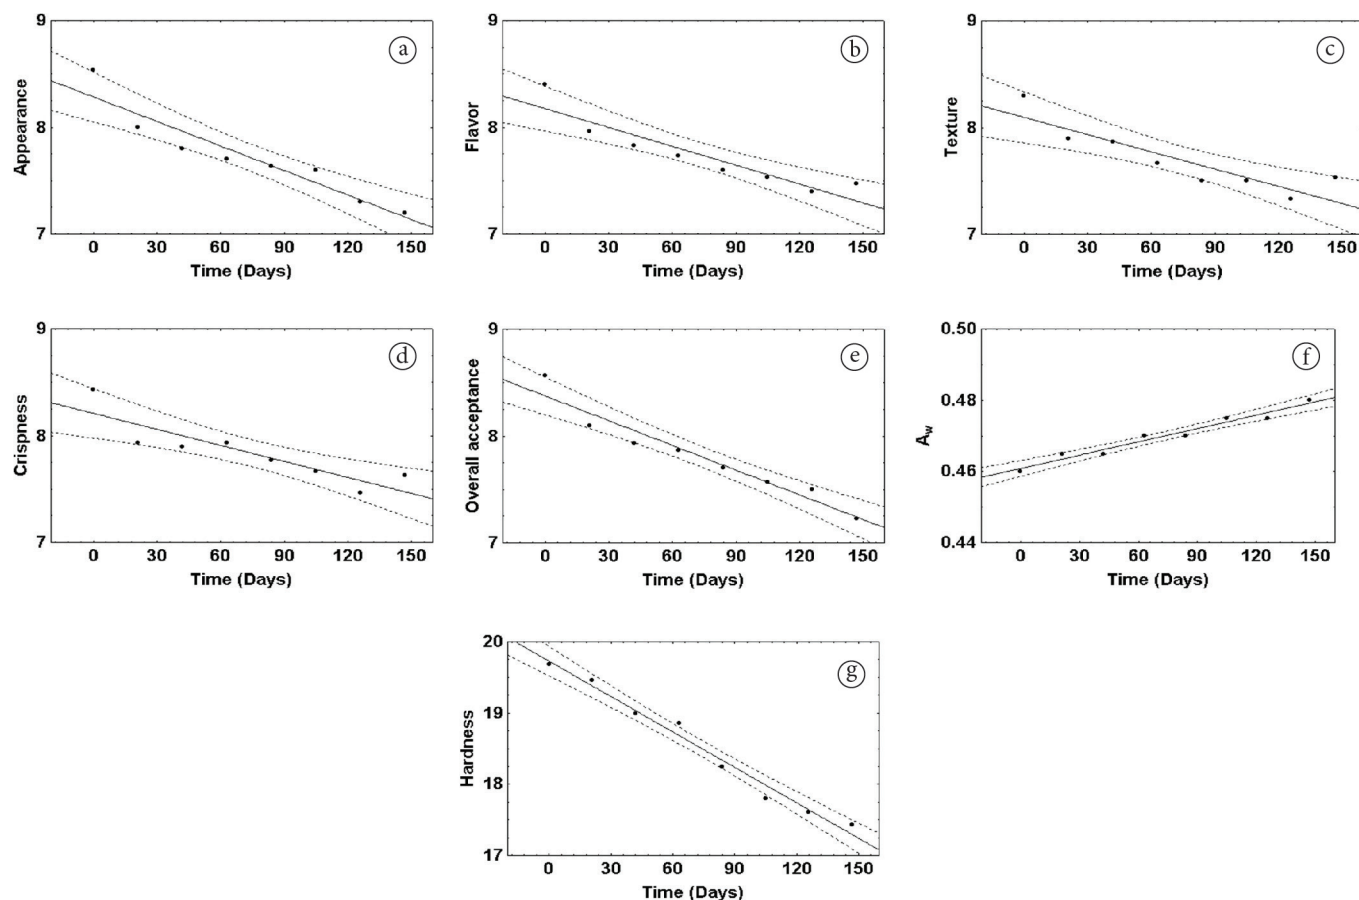 9
8
7
Appearance
a
0 30 60 90 120 150
Time (Days)
9
8
7
Flavor
b
0 30 60 90 120 150
Time (Days)
9
8
7
Texture
c
0 30 60 90 120 150
Time (Days)
9
8
7
Crispness
d
0 30 60 90 120 150
Time (Days)
9
8
7
Overall acceptance
e
0 30 60 90 120 150
Time (Days)
0.50
0.48
0.46
0.44
Aw
f
0 30 60 90 120 150
Time (Days)
20
19
18
17
Hardness
g
0 30 60 90 120 150
Time (Days)